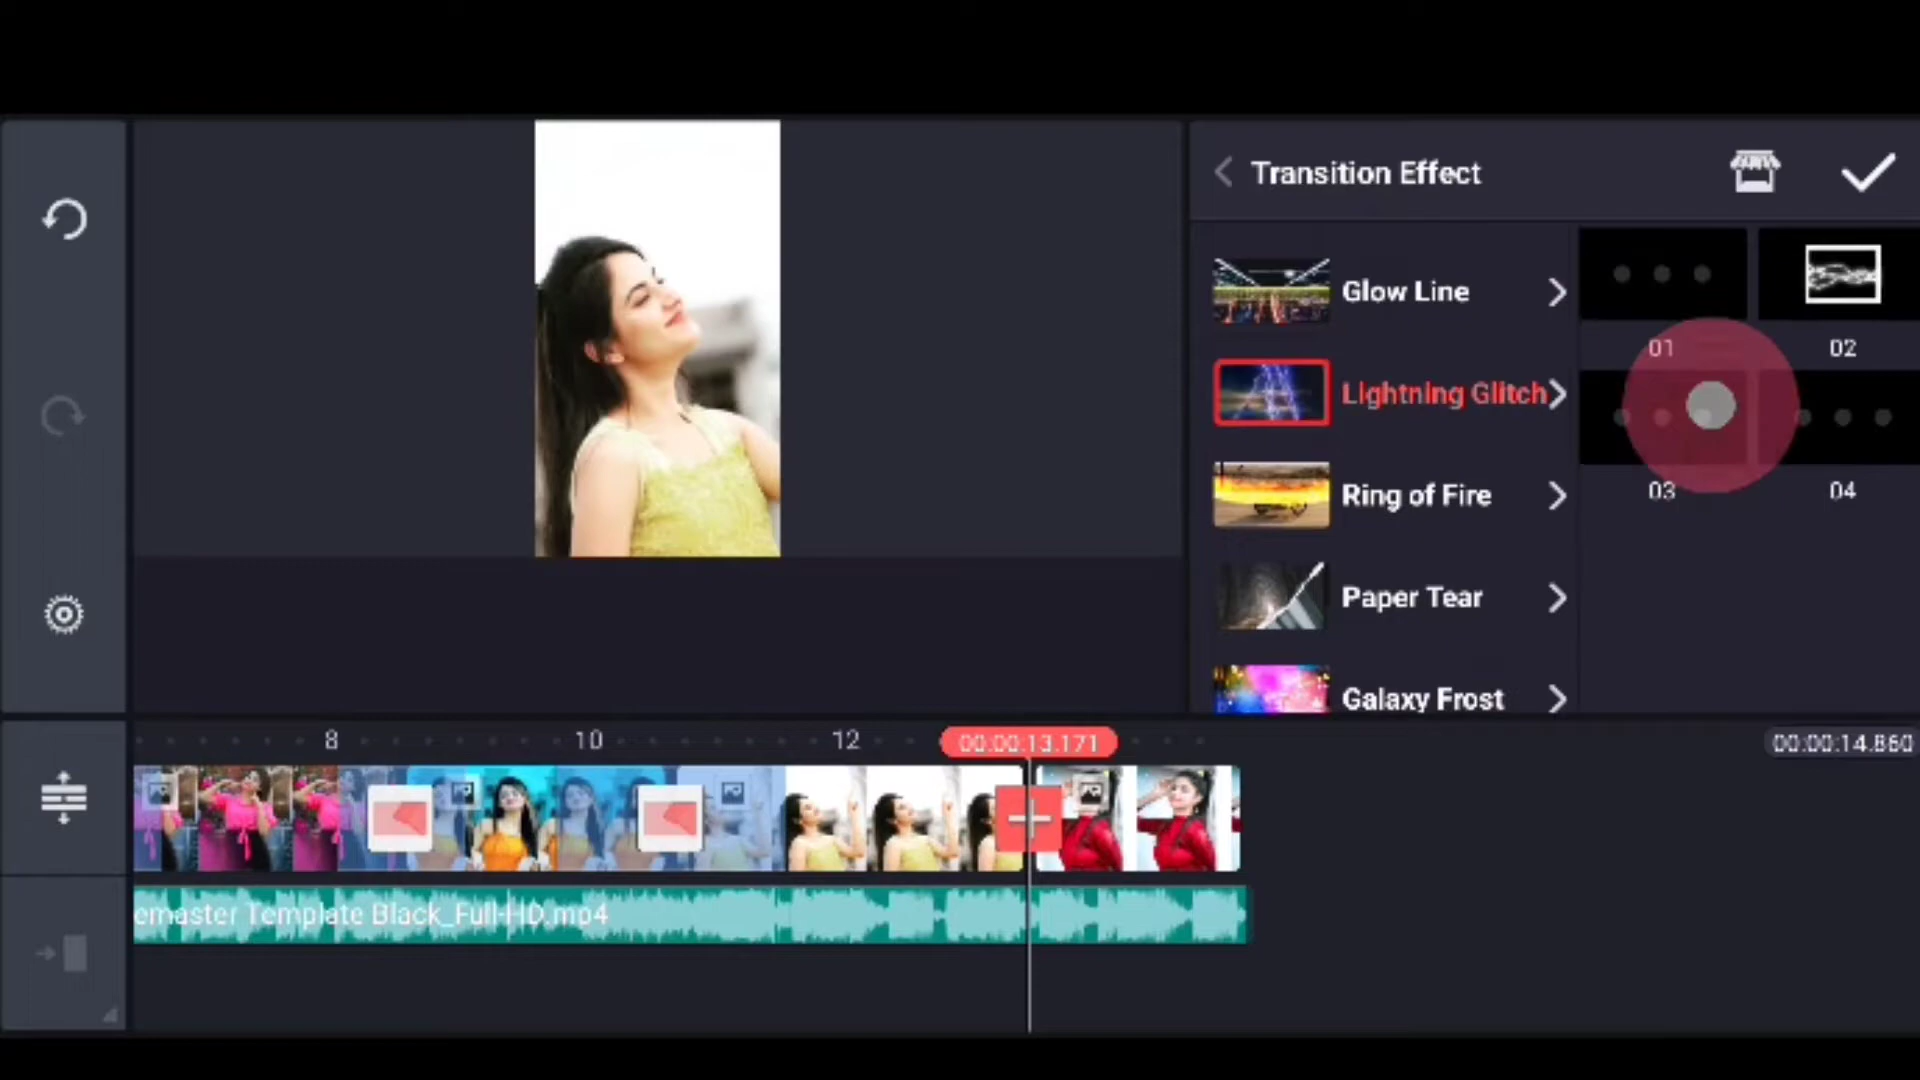 Transition Effect
Glow Line
Lightning Glitch
Ring of Fire
Paper Tear
Galaxy Frost
01
02
03
04
8
10
12
00:00:13.171
00:00:14.860
emaster Template Black_Full-HD.mp4